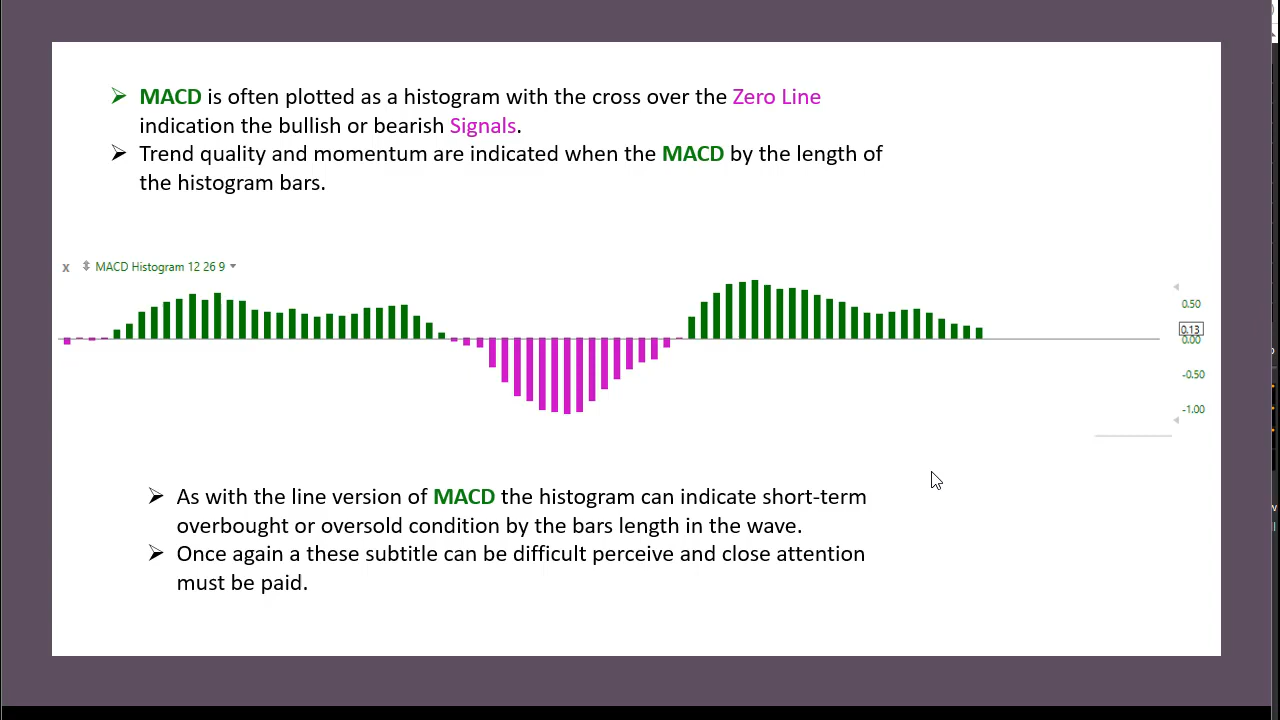 MACD is often plotted as a histogram with the cross over the Zero Line
indication the bullish or bearish Signals.
Trend quality and momentum are indicated when the MACD by the length of
the histogram bars.
x MACD Histogram 12 26 9
0.50
0.13
0.00
-0.50
-1.00
As with the line version of MACD the histogram can indicate short-term
overbought or oversold condition by the bars length in the wave.
Once again a these subtitle can be difficult perceive and close attention
must be paid.